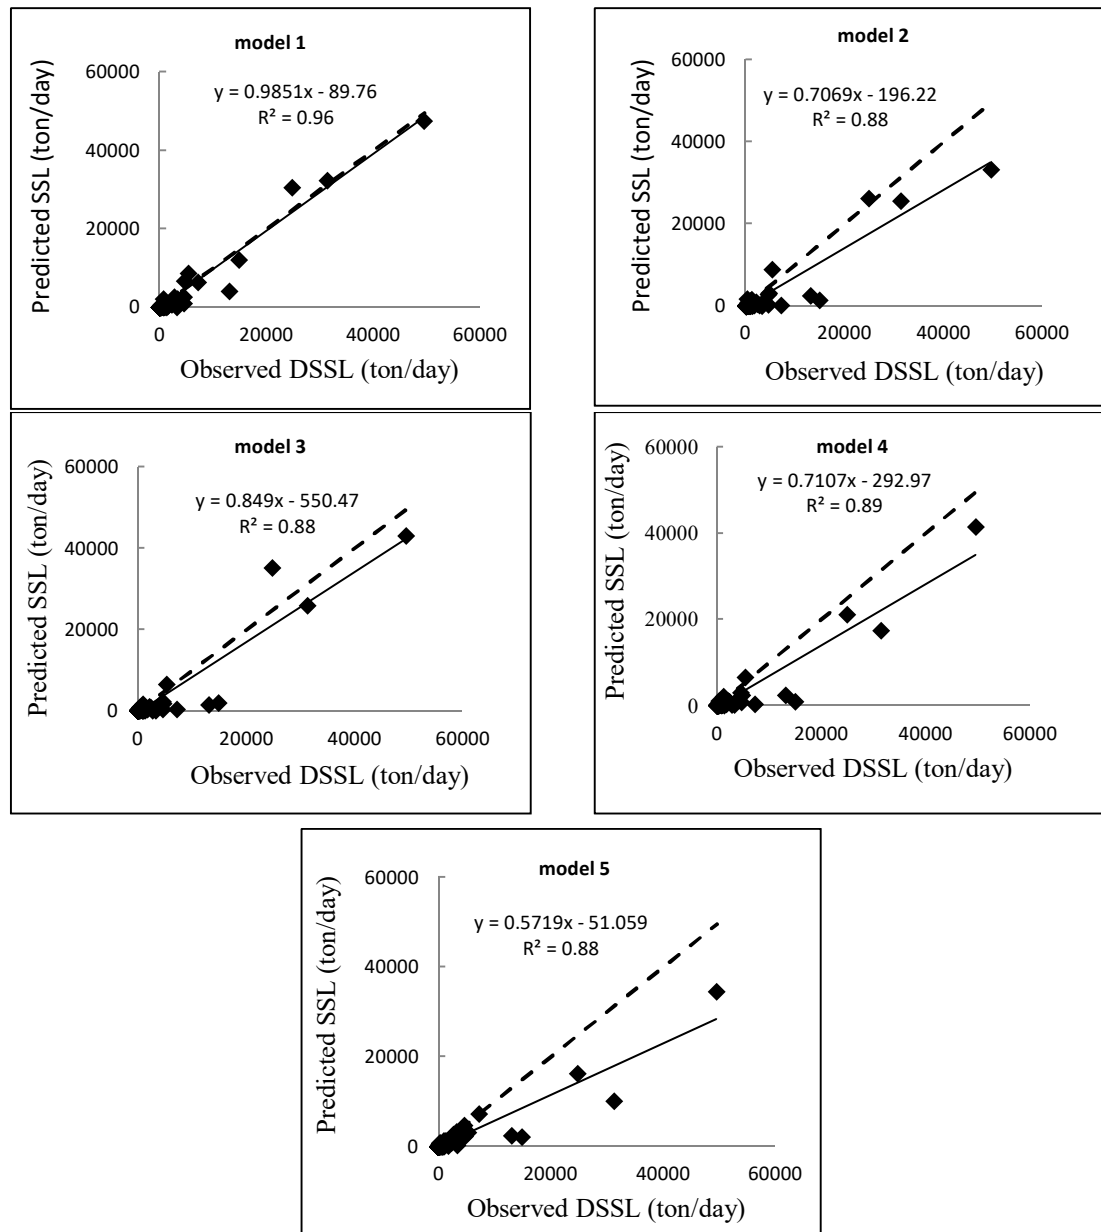 model 1
y = 0.9851x - 89.76
R² = 0.96
Predicted SSL (ton/day)
60000
40000
20000
0
0 20000 40000 60000
Observed DSSL (ton/day)
model 2
y = 0.7069x - 196.22
R² = 0.88
Predicted SSL (ton/day)
60000
40000
20000
0
0 20000 40000 60000
Observed DSSL (ton/day)
model 3
y = 0.849x - 550.47
R² = 0.88
Predicted SSL (ton/day)
60000
40000
20000
0
0 20000 40000 60000
Observed DSSL (ton/day)
model 4
y = 0.7107x - 292.97
R² = 0.89
Predicted SSL (ton/day)
60000
40000
20000
0
0 20000 40000 60000
Observed DSSL (ton/day)
model 5
y = 0.5719x - 51.059
R² = 0.88
Predicted SSL (ton/day)
60000
40000
20000
0
0 20000 40000 60000
Observed DSSL (ton/day)